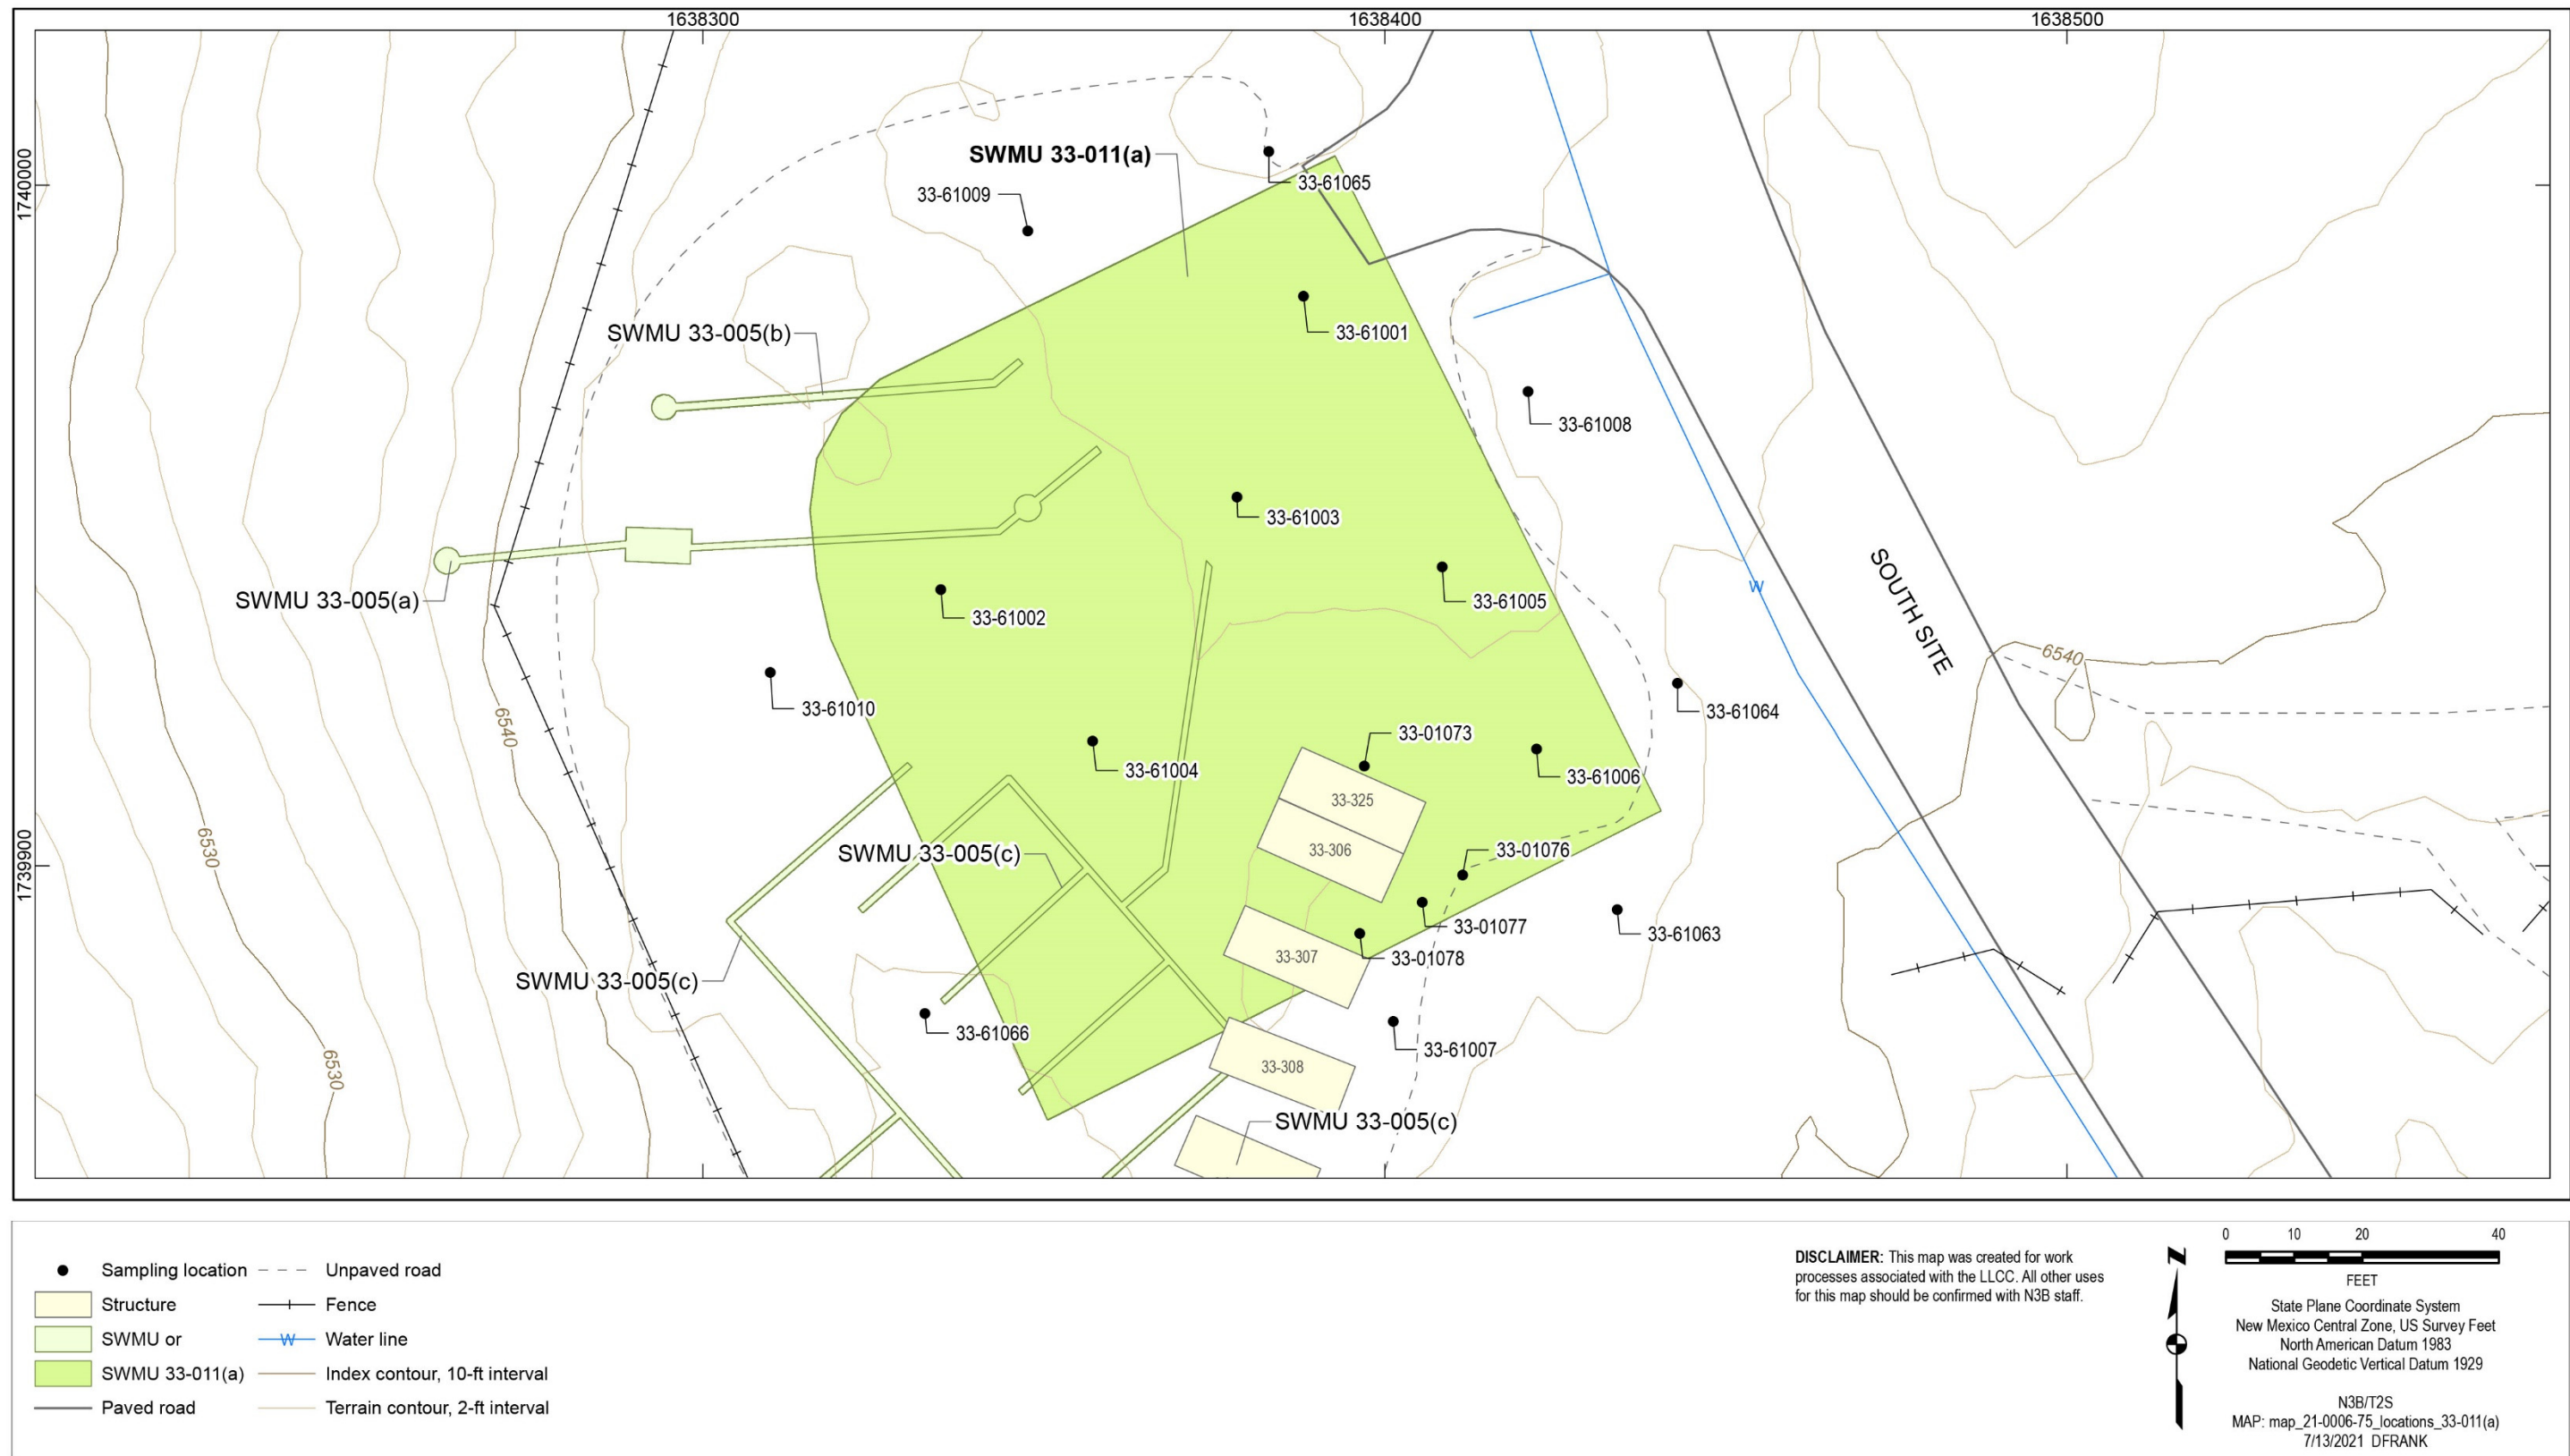 1638300
1638400
1638500
1740000
1739900
SWMU 33-011(a)
33-61065
33-61009
33-61001
SWMU 33-005(b)
33-61008
33-61003
SWMU 33-005(a)
33-61002
33-61005
W
SOUTH SITE
6540
33-61010
33-61064
6540
33-01073
33-61004
33-61006
33-325
6530
SWMU 33-005(c)
33-306
33-01076
33-01077
33-61063
33-307
33-01078
SWMU 33-005(c)
33-61066
33-61007
6530
33-308
SWMU 33-005(c)
Sampling location
Structure
SWMU or
SWMU 33-011(a)
Paved road
Unpaved road
Fence
W
Water line
Index contour, 10-ft interval
Terrain contour, 2-ft interval
DISCLAIMER: This map was created for work
processes associated with the LLCC. All other uses
for this map should be confirmed with N3B staff.
N
0 10 20 40
FEET
State Plane Coordinate System
New Mexico Central Zone, US Survey Feet
North American Datum 1983
National Geodetic Vertical Datum 1929
N3B/T2S
MAP: map_21-0006-75_locations_33-011(a)
7/13/2021 DFRANK